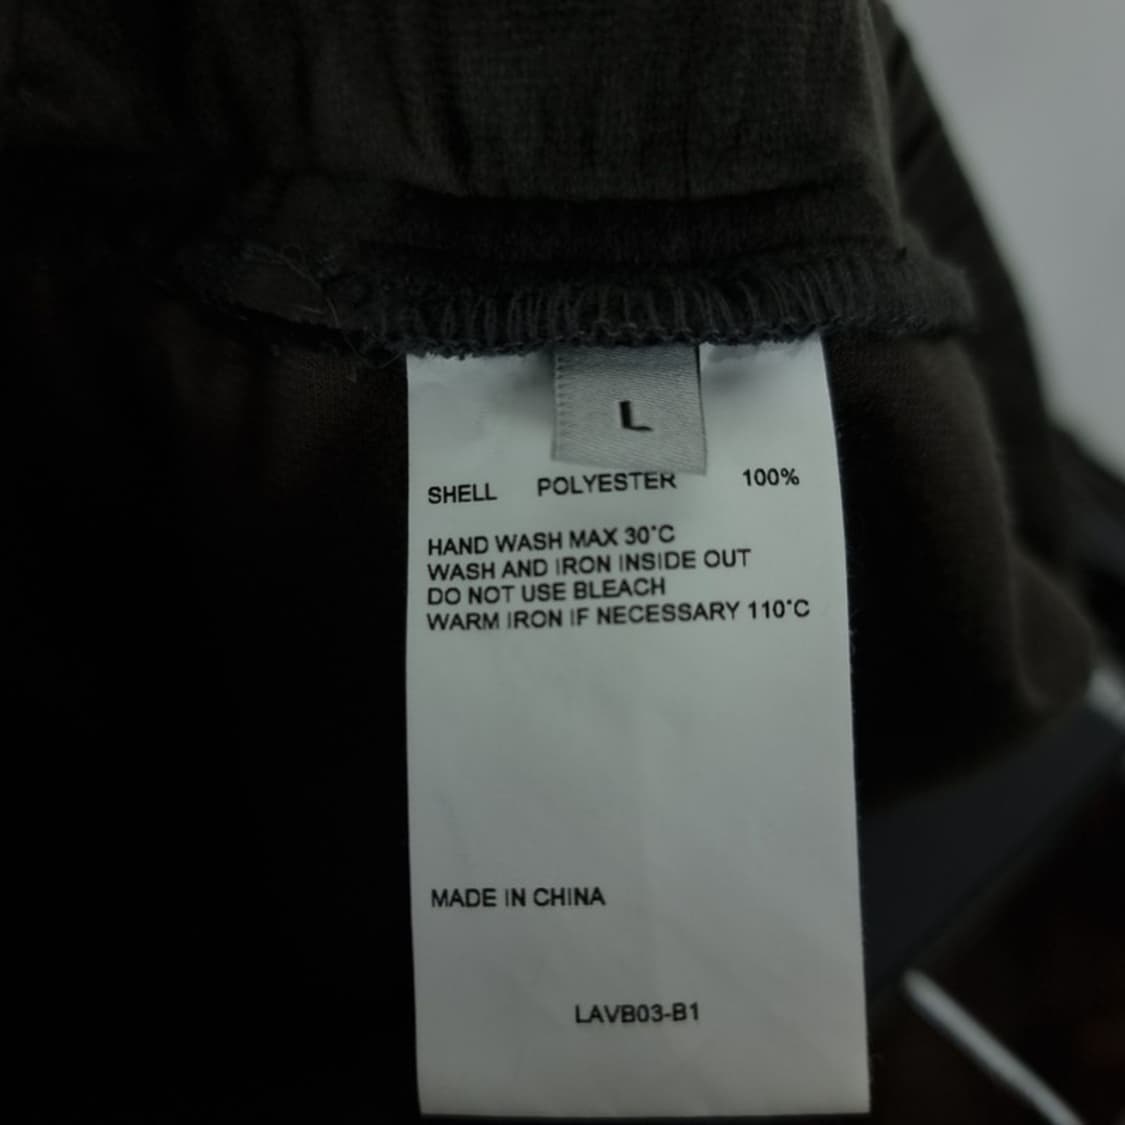 L
SHELL POLYESTER 100%
HAND WASH MAX 30°C
WASH AND IRON INSIDE OUT
DO NOT USE BLEACH
WARM IRON IF NECESSARY 110°C
MADE IN CHINA
LAVB03-B1